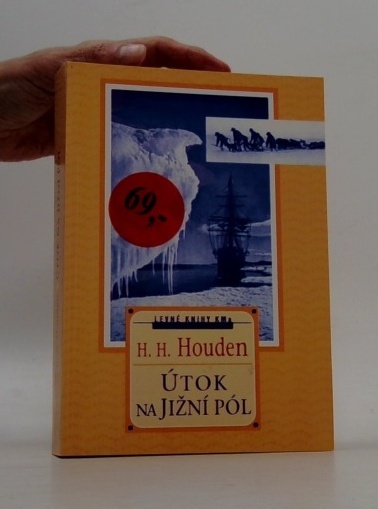 69,-
LEVNÉ KNIHY KMa
H. H. Houden
ÚTOK
NA JIŽNÍ PÓL